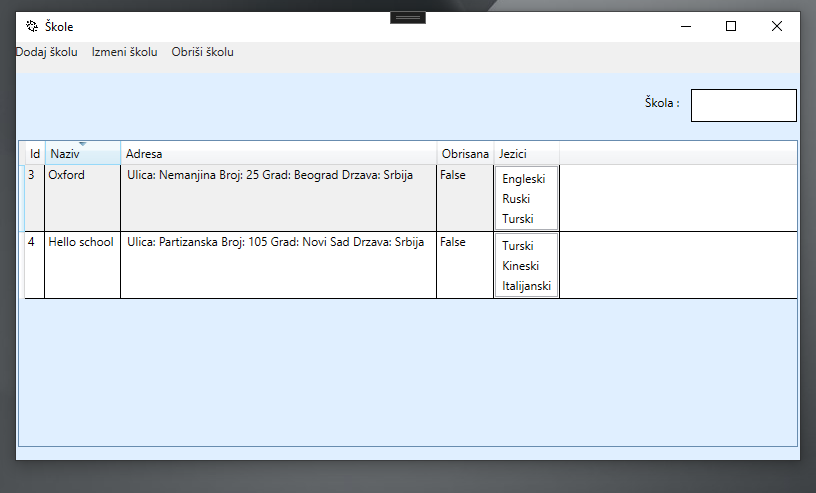 Škole
Dodaj školu Izmeni školu Obriši školu
Škola :
Id Naziv Adresa Obrisana Jezici
3 Oxford Ulica: Nemanjina Broj: 25 Grad: Beograd Drzava: Srbija False Engleski
Ruski
Turski
4 Hello school Ulica: Partizanska Broj: 105 Grad: Novi Sad Drzava: Srbija False Turski
Kineski
Italijanski